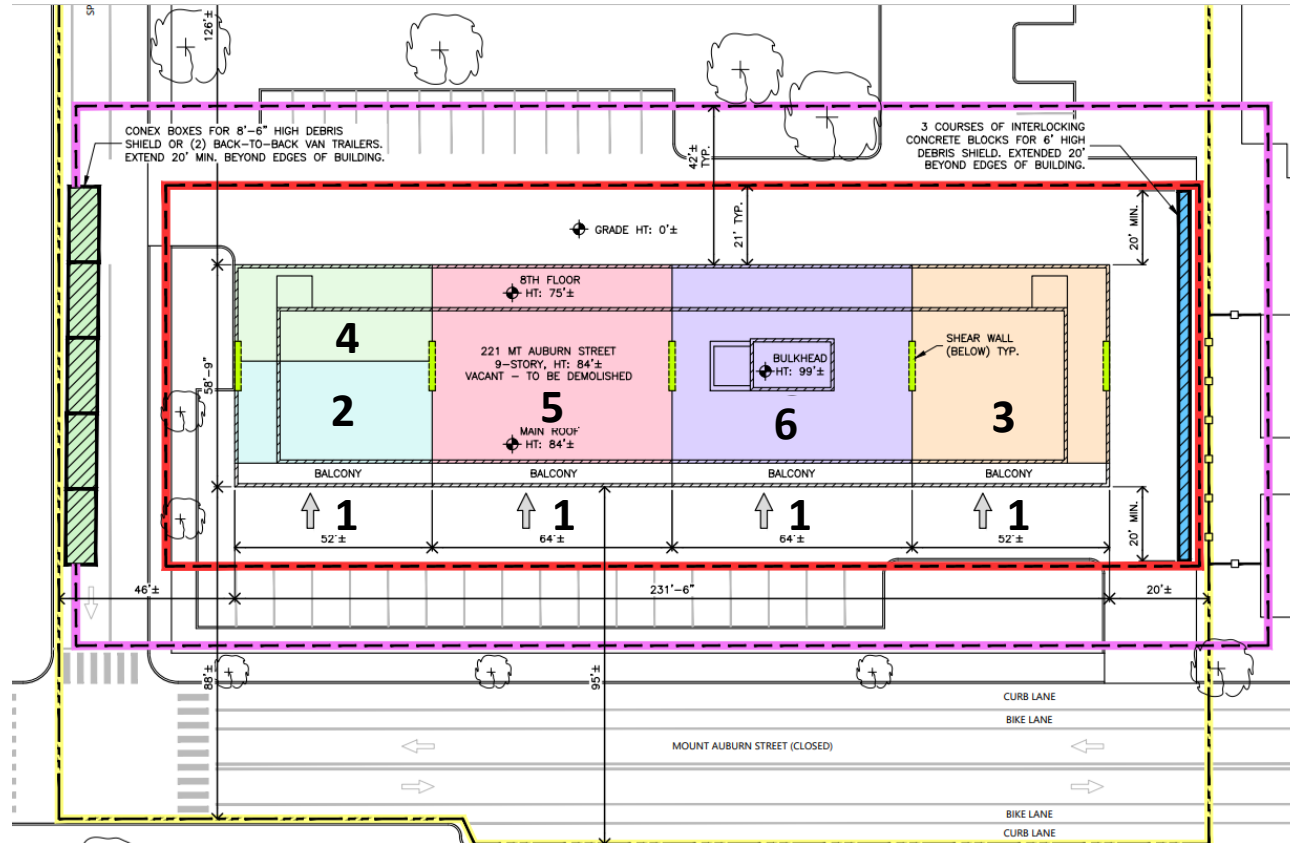 SP
126'±
CONEX BOXES FOR 8'-6" HIGH DEBRIS
SHIELD OR (2) BACK-TO-BACK VAN TRAILERS.
EXTEND 20' MIN. BEYOND EDGES OF BUILDING.
3 COURSES OF INTERLOCKING
CONCRETE BLOCKS FOR 6' HIGH
DEBRIS SHIELD. EXTENDED 20'
BEYOND EDGES OF BUILDING.
42'±
TYP.
21' TYP.
20' MIN.
GRADE HT: 0'±
8TH FLOOR
HT: 75'±
4
221 MT AUBURN STREET
9-STORY, HT: 84'±
VACANT - TO BE DEMOLISHED
BULKHEAD
HT: 99'±
SHEAR WALL
(BELOW) TYP.
58'-9"
2
5
6
3
MAIN ROOF
HT: 84'±
BALCONY
BALCONY
BALCONY
BALCONY
1
1
1
1
20' MIN.
52'±
64'±
64'±
52'±
46'±
231'-6"
20'±
88'±
95'±
CURB LANE
BIKE LANE
MOUNT AUBURN STREET (CLOSED)
BIKE LANE
CURB LANE